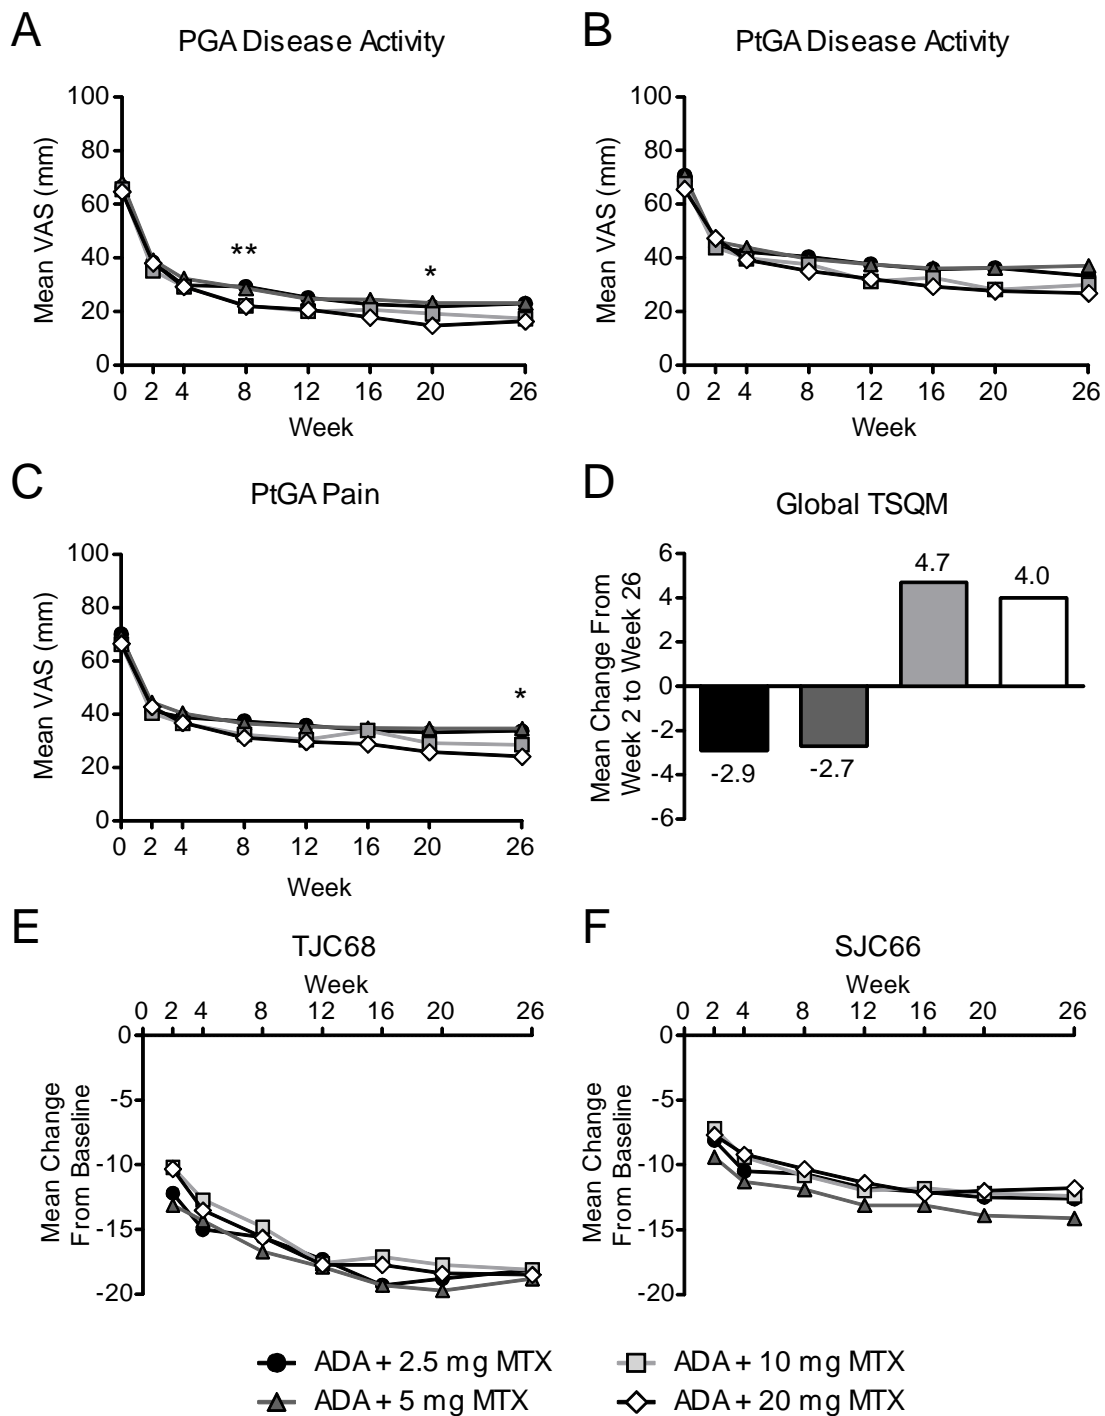 A
PGA Disease Activity
Mean VAS (mm)
100
80
60
40
20
0
**
*
0 2 4 8 12 16 20 26
Week
B
PtGA Disease Activity
Mean VAS (mm)
100
80
60
40
20
0
0 2 4 8 12 16 20 26
Week
C
PtGA Pain
Mean VAS (mm)
100
80
60
40
20
0
*
0 2 4 8 12 16 20 26
Week
D
Global TSQM
Mean Change From
Week 2 to Week 26
6
4
2
0
-2
-4
-6
-2.9
-2.7
4.7
4.0
E
TJC68
Week
0 2 4 8 12 16 20 26
Mean Change
From Baseline
0
-5
-10
-15
-20
F
SJC66
Week
0 2 4 8 12 16 20 26
Mean Change
From Baseline
0
-5
-10
-15
-20
ADA + 2.5 mg MTX
ADA + 10 mg MTX
ADA + 5 mg MTX
ADA + 20 mg MTX